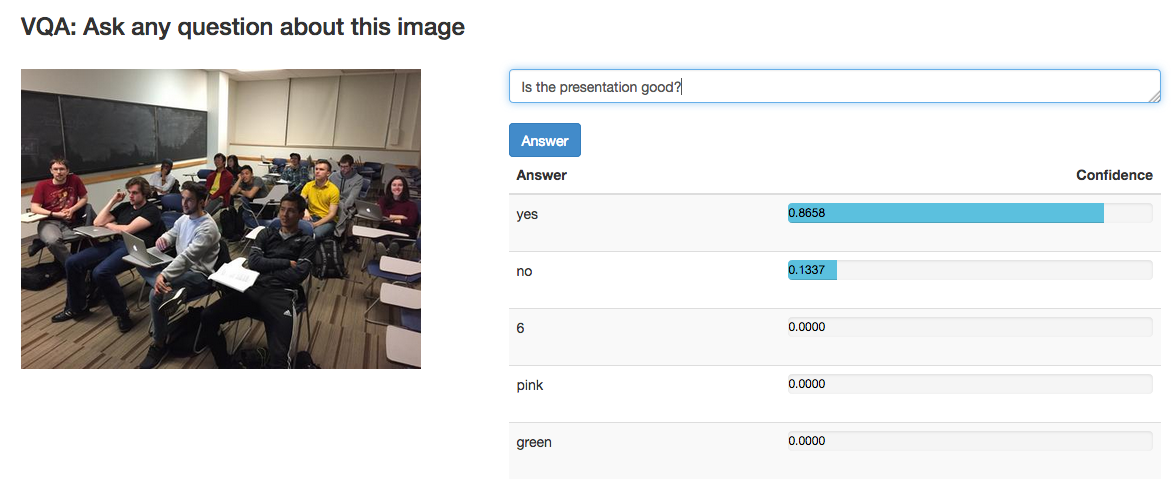 VQA: Ask any question about this image
Is the presentation good?
Answer
Answer Confidence
yes 0.8658
no 0.1337
6 0.0000
pink 0.0000
green 0.0000